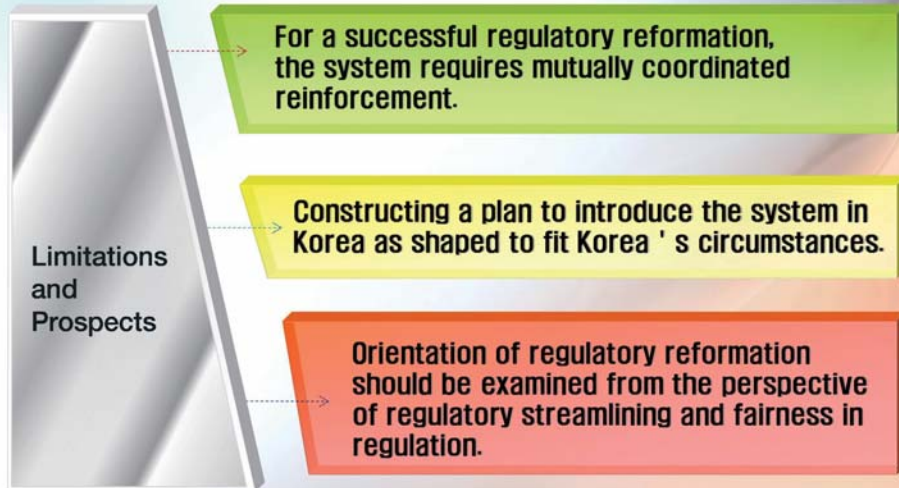 Limitations
and
Prospects
For a successful regulatory reformation,
the system requires mutually coordinated
reinforcement.
Constructing a plan to introduce the system in
Korea as shaped to fit Korea ' s circumstances.
Orientation of regulatory reformation
should be examined from the perspective
of regulatory streamlining and fairness in
regulation.